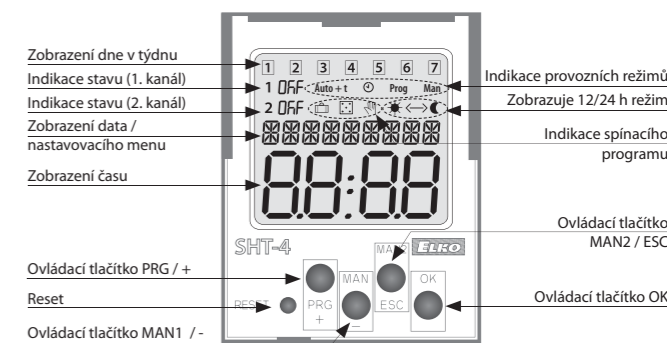 Zobrazení dne v týdnu
Indikace stavu (1. kanál)
Indikace stavu (2. kanál)
Zobrazení data /
nastavovacího menu
Zobrazení času
Ovládací tlačítko PRG / +
Reset
Ovládací tlačítko MAN1 / -
1 2 3 4 5 6 7
1 OFF Auto + t Prog Man
2 OFF
88:88
SHT-4
MAN2 ELKO
MAN OK
RESET PRG ESC
+ -
Indikace provozních režimů
Zobrazuje 12/24 h režim
Indikace spínacího
programu
Ovládací tlačítko
MAN2 / ESC
Ovládací tlačítko OK